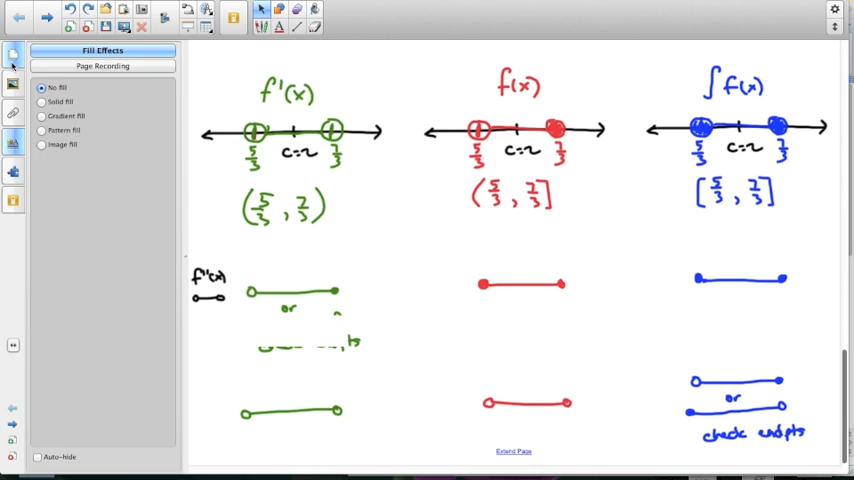 Fill Effects
Page Recording
No fill
Solid fill
Gradient fill
Pattern fill
Image fill
Auto-hide
f'(x)
5/3 c=2 7/3
(5/3, 7/3)
f(x)
5/3 c=2 7/3
(5/3, 7/3]
∫f(x)
5/3 c=2 7/3
[5/3, 7/3]
f''(x)
or
or
check endpts
Extend Page